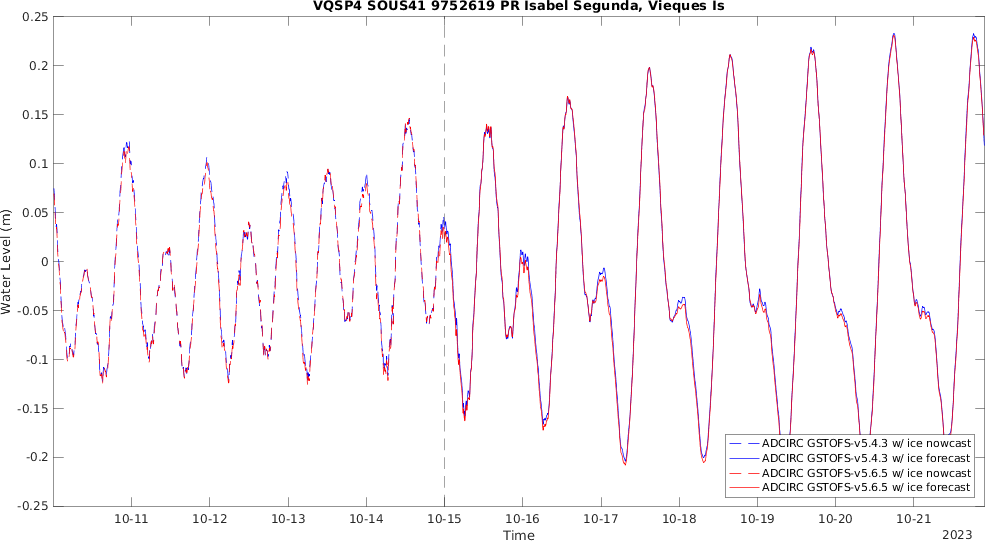 VQSP4 SOUS41 9752619 PR Isabel Segunda, Vieques Is
0.25
0.2
0.15
0.1
0.05
0
-0.05
-0.1
-0.15
-0.2
-0.25
Water Level (m)
ADCIRC GSTOFS-v5.4.3 w/ ice nowcast
ADCIRC GSTOFS-v5.4.3 w/ ice forecast
ADCIRC GSTOFS-v5.6.5 w/ ice nowcast
ADCIRC GSTOFS-v5.6.5 w/ ice forecast
10-11 10-12 10-13 10-14 10-15 10-16 10-17 10-18 10-19 10-20 10-21
Time
2023